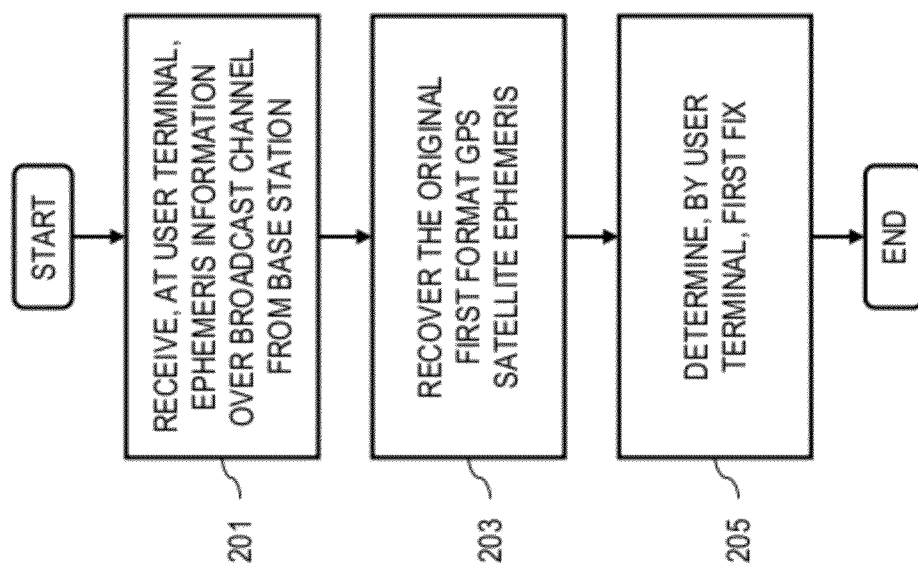 START
RECEIVE, AT USER TERMINAL,
EPHEMERIS INFORMATION
OVER BROADCAST CHANNEL
FROM BASE STATION
201
RECOVER THE ORIGINAL
FIRST FORMAT GPS
SATELLITE EPHEMERIS
203
DETERMINE, BY USER
TERMINAL, FIRST FIX
205
END